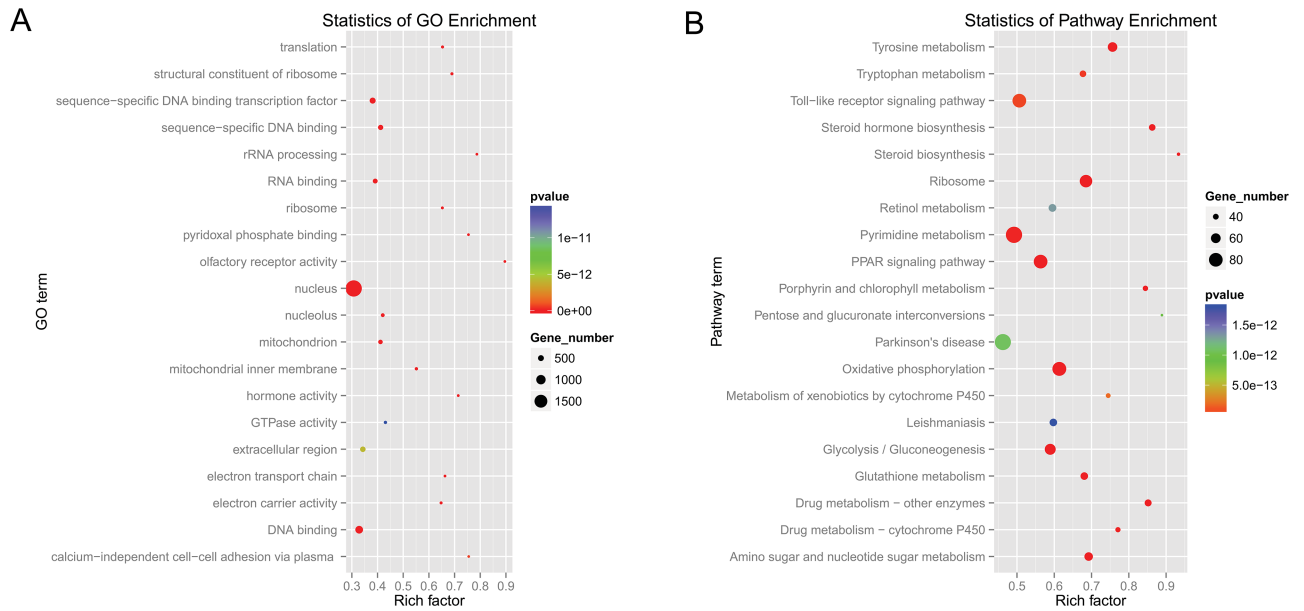 A
Statistics of GO Enrichment
GO term
translation
structural constituent of ribosome
sequence−specific DNA binding transcription factor
sequence−specific DNA binding
rRNA processing
RNA binding
ribosome
pyridoxal phosphate binding
olfactory receptor activity
nucleus
nucleolus
mitochondrion
mitochondrial inner membrane
hormone activity
GTPase activity
extracellular region
electron transport chain
electron carrier activity
DNA binding
calcium−independent cell−cell adhesion via plasma
0.3 0.4 0.5 0.6 0.7 0.8 0.9
Rich factor
pvalue
1e−11
5e−12
0e+00
Gene_number
500
1000
1500
B
Statistics of Pathway Enrichment
Pathway term
Tyrosine metabolism
Tryptophan metabolism
Toll−like receptor signaling pathway
Steroid hormone biosynthesis
Steroid biosynthesis
Ribosome
Retinol metabolism
Pyrimidine metabolism
PPAR signaling pathway
Porphyrin and chlorophyll metabolism
Pentose and glucuronate interconversions
Parkinson's disease
Oxidative phosphorylation
Metabolism of xenobiotics by cytochrome P450
Leishmaniasis
Glycolysis / Gluconeogenesis
Glutathione metabolism
Drug metabolism − other enzymes
Drug metabolism − cytochrome P450
Amino sugar and nucleotide sugar metabolism
0.5 0.6 0.7 0.8 0.9
Rich factor
Gene_number
40
60
80
pvalue
1.5e−12
1.0e−12
5.0e−13